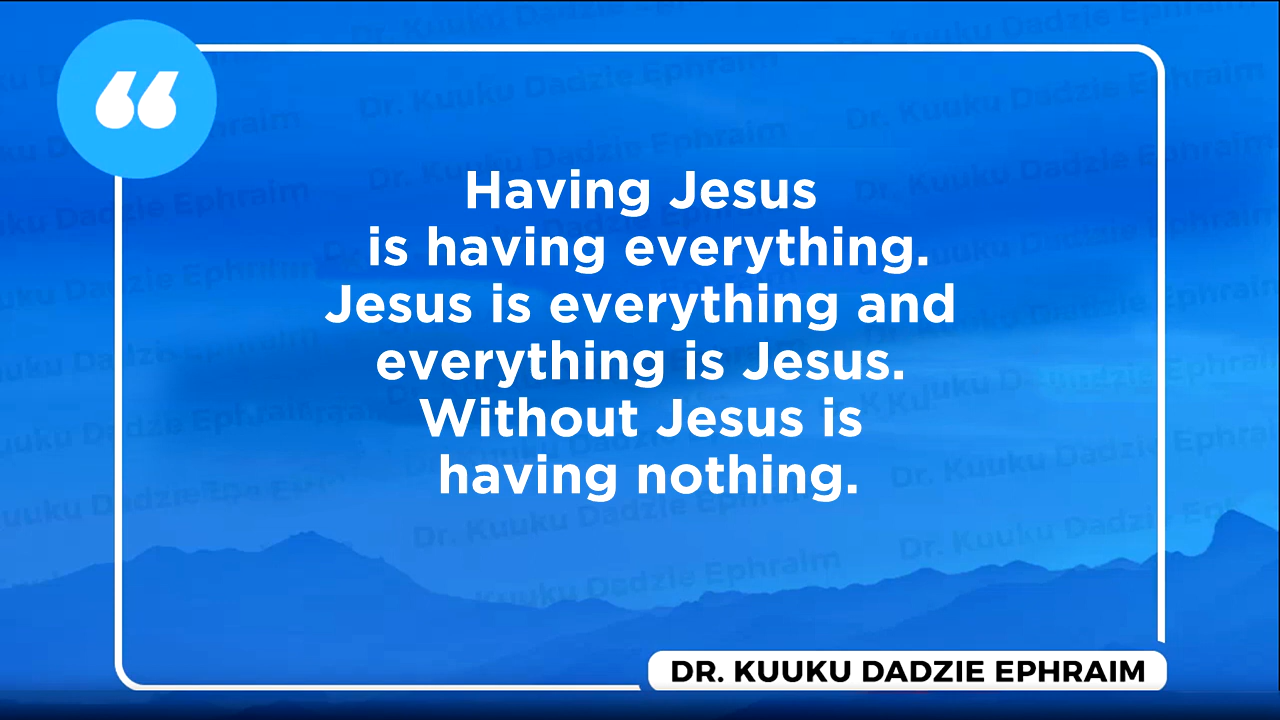 Having Jesus
is having everything.
Jesus is everything and
everything is Jesus.
Without Jesus is
having nothing.
DR. KUUKU DADZIE EPHRAIM